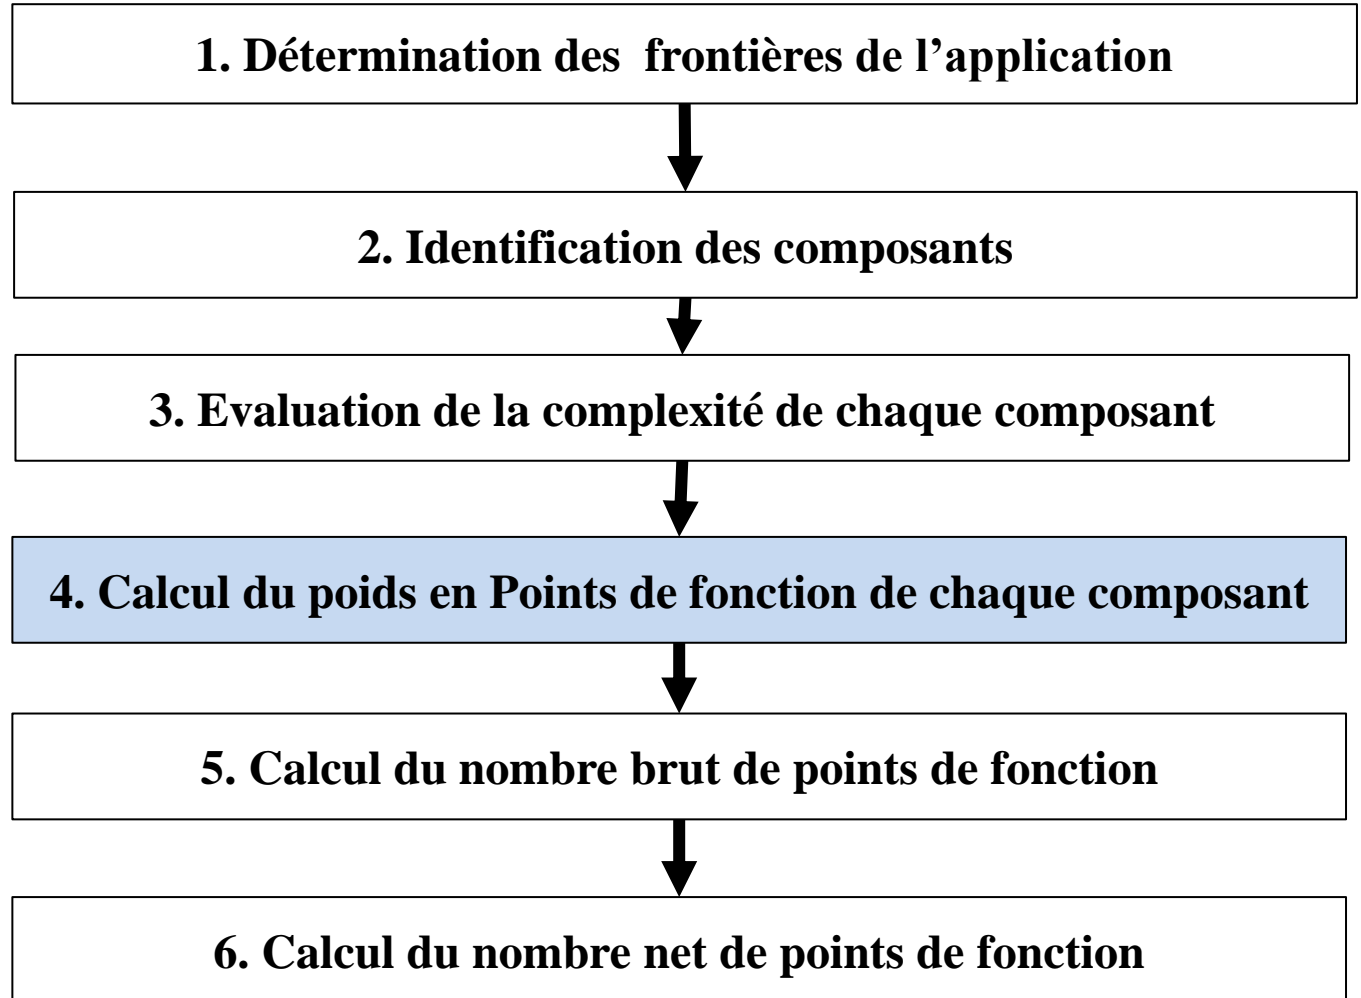 1. Détermination des frontières de l’application
2. Identification des composants
3. Evaluation de la complexité de chaque composant
4. Calcul du poids en Points de fonction de chaque composant
5. Calcul du nombre brut de points de fonction
6. Calcul du nombre net de points de fonction